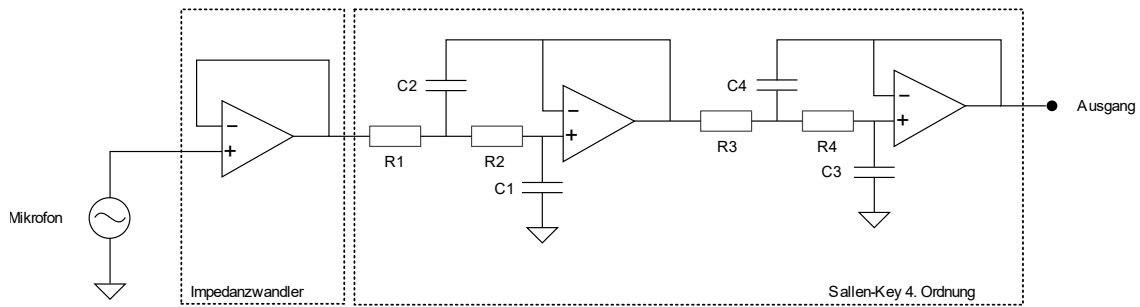 C2
C4
Ausgang
R1
R2
R3
R4
C1
C3
Mikrofon
Impedanzwandler
Sallen-Key 4. Ordnung